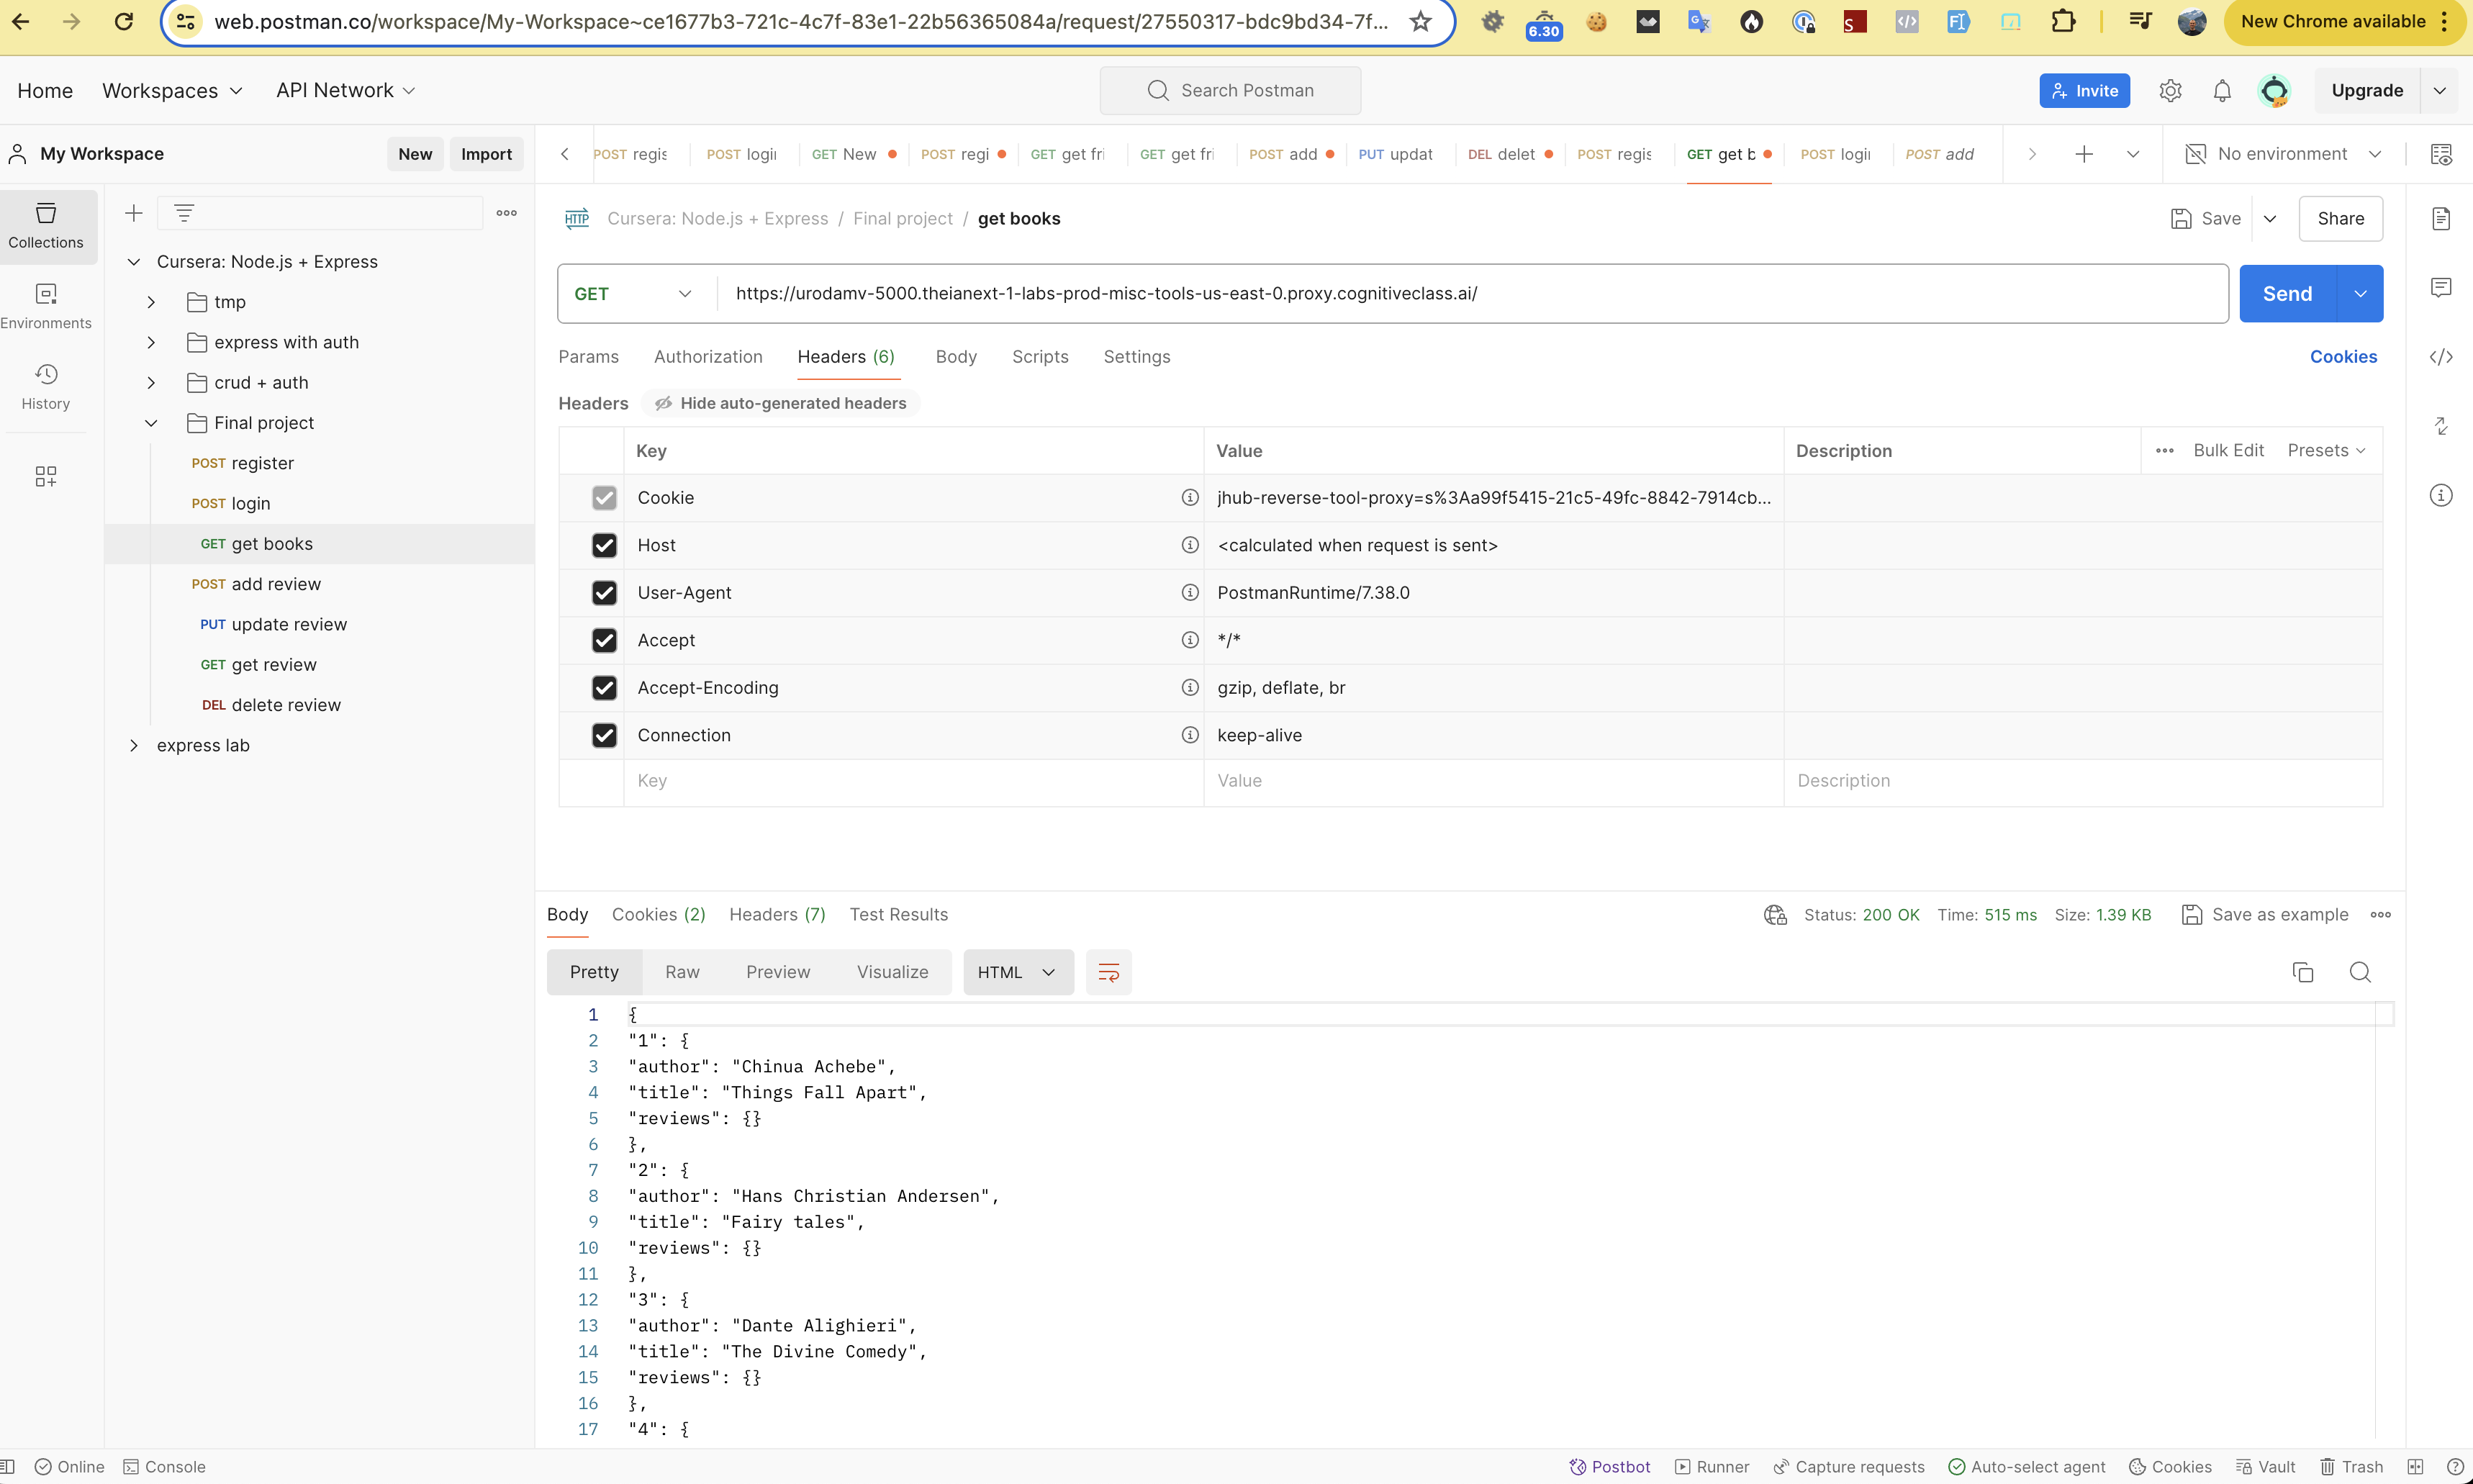 web.postman.co/workspace/My-Workspace~ce1677b3-721c-4c7f-83e1-22b56365084a/request/27550317-bdc9bd34-7f...
6.30
New Chrome available
Home Workspaces API Network
Search Postman
Invite
Upgrade
My Workspace
New Import
POST regis
POST logii
GET New
POST regi
GET get fri
GET get fri
POST add
PUT updat
DEL delet
POST regis
GET get b
POST logii
POST add
No environment
Collections
Environments
History
Cursera: Node.js + Express
tmp
express with auth
crud + auth
Final project
POST register
POST login
GET get books
POST add review
PUT update review
GET get review
DEL delete review
express lab
HTTP Cursera: Node.js + Express / Final project / get books
Save
Share
GET https://urodamv-5000.theianext-1-labs-prod-misc-tools-us-east-0.proxy.cognitiveclass.ai/
Send
Params Authorization Headers (6) Body Scripts Settings
Cookies
Headers Hide auto-generated headers
Key Value Description Bulk Edit Presets
Cookie jhub-reverse-tool-proxy=s%3Aa99f5415-21c5-49fc-8842-7914cb...
Host <calculated when request is sent>
User-Agent PostmanRuntime/7.38.0
Accept */*
Accept-Encoding gzip, deflate, br
Connection keep-alive
Key Value Description
Body Cookies (2) Headers (7) Test Results
Status: 200 OK Time: 515 ms Size: 1.39 KB
Save as example
Pretty Raw Preview Visualize HTML
1 {
2 "1": {
3 "author": "Chinua Achebe",
4 "title": "Things Fall Apart",
5 "reviews": {}
6 },
7 "2": {
8 "author": "Hans Christian Andersen",
9 "title": "Fairy tales",
10 "reviews": {}
11 },
12 "3": {
13 "author": "Dante Alighieri",
14 "title": "The Divine Comedy",
15 "reviews": {}
16 },
17 "4": {
Online Console
Postbot Runner Capture requests Auto-select agent Cookies Vault Trash